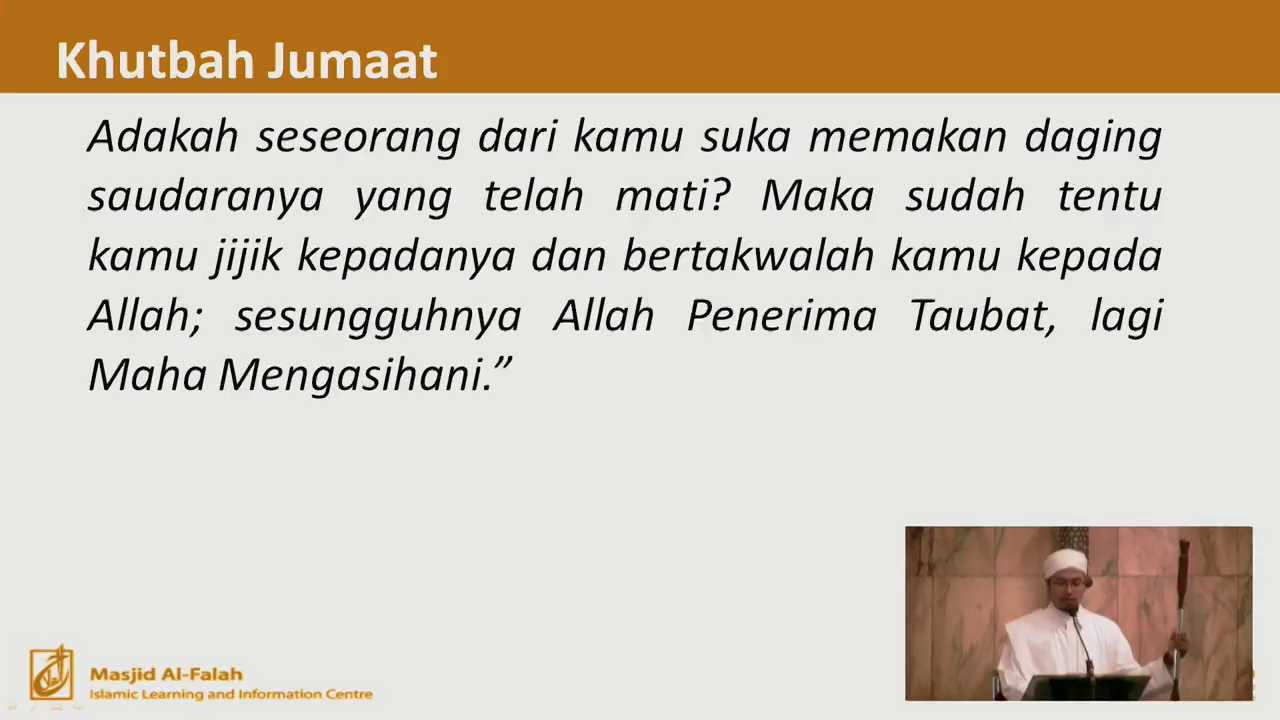 Khutbah Jumaat
Adakah seseorang dari kamu suka memakan daging
saudaranya yang telah mati? Maka sudah tentu
kamu jijik kepadanya dan bertakwalah kamu kepada
Allah; sesungguhnya Allah Penerima Taubat, lagi
Maha Mengasihani.”
Masjid Al-Falah
Islamic Learning and Information Centre